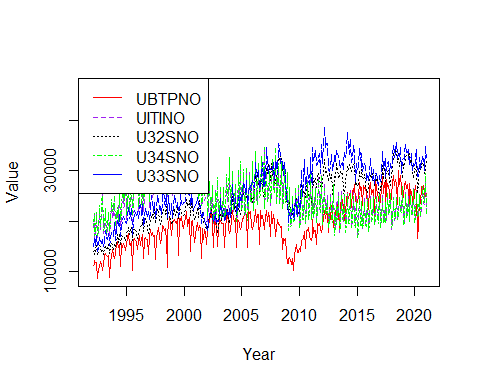 UBTPNO
UITINO
U32SNO
U34SNO
U33SNO
Value
30000
10000
1995
2000
2005
2010
2015
2020
Year